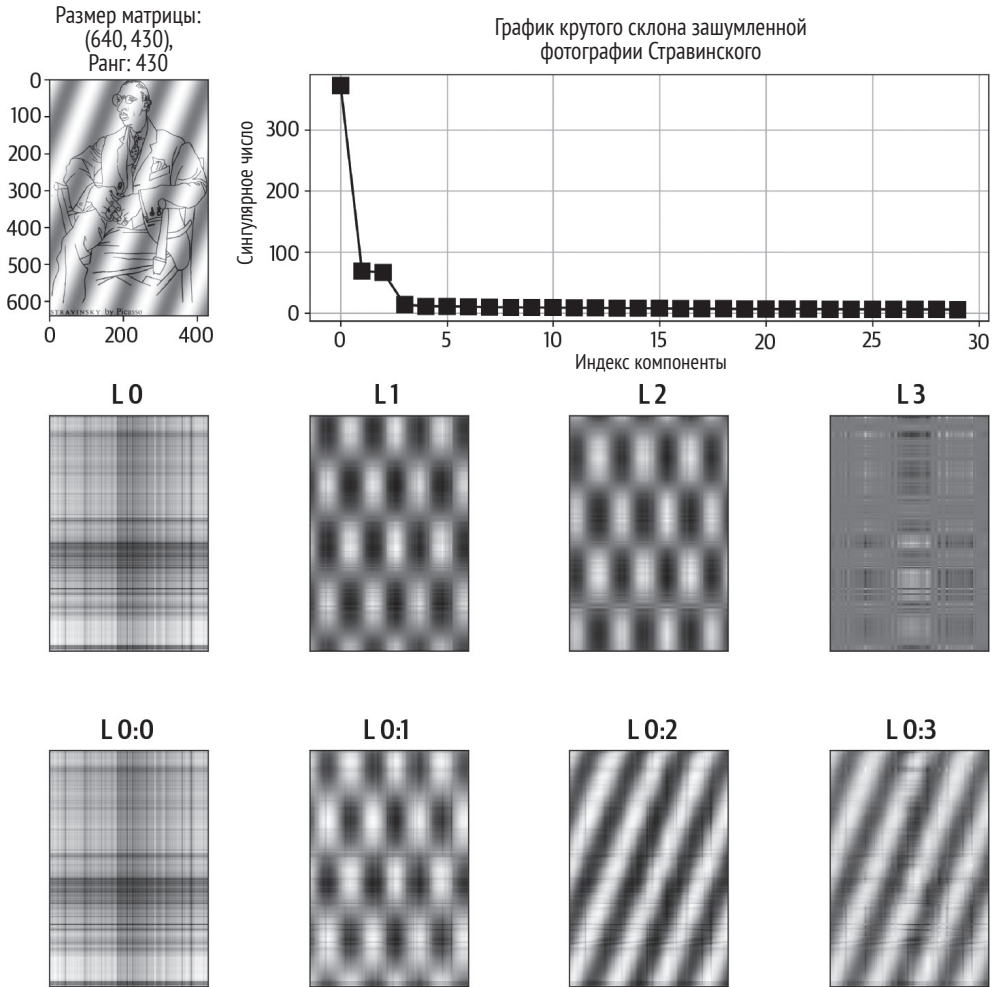 Размер матрицы:
(640, 430),
Ранг: 430
0
100
200
300
400
500
600
0 200 400
STRAVINSKY by Picasso
График крутого склона зашумленной
фотографии Стравинского
Сингулярное число
300
200
100
0
0 5 10 15 20 25 30
Индекс компоненты
L 0 L 1 L 2 L 3
L 0:0 L 0:1 L 0:2 L 0:3